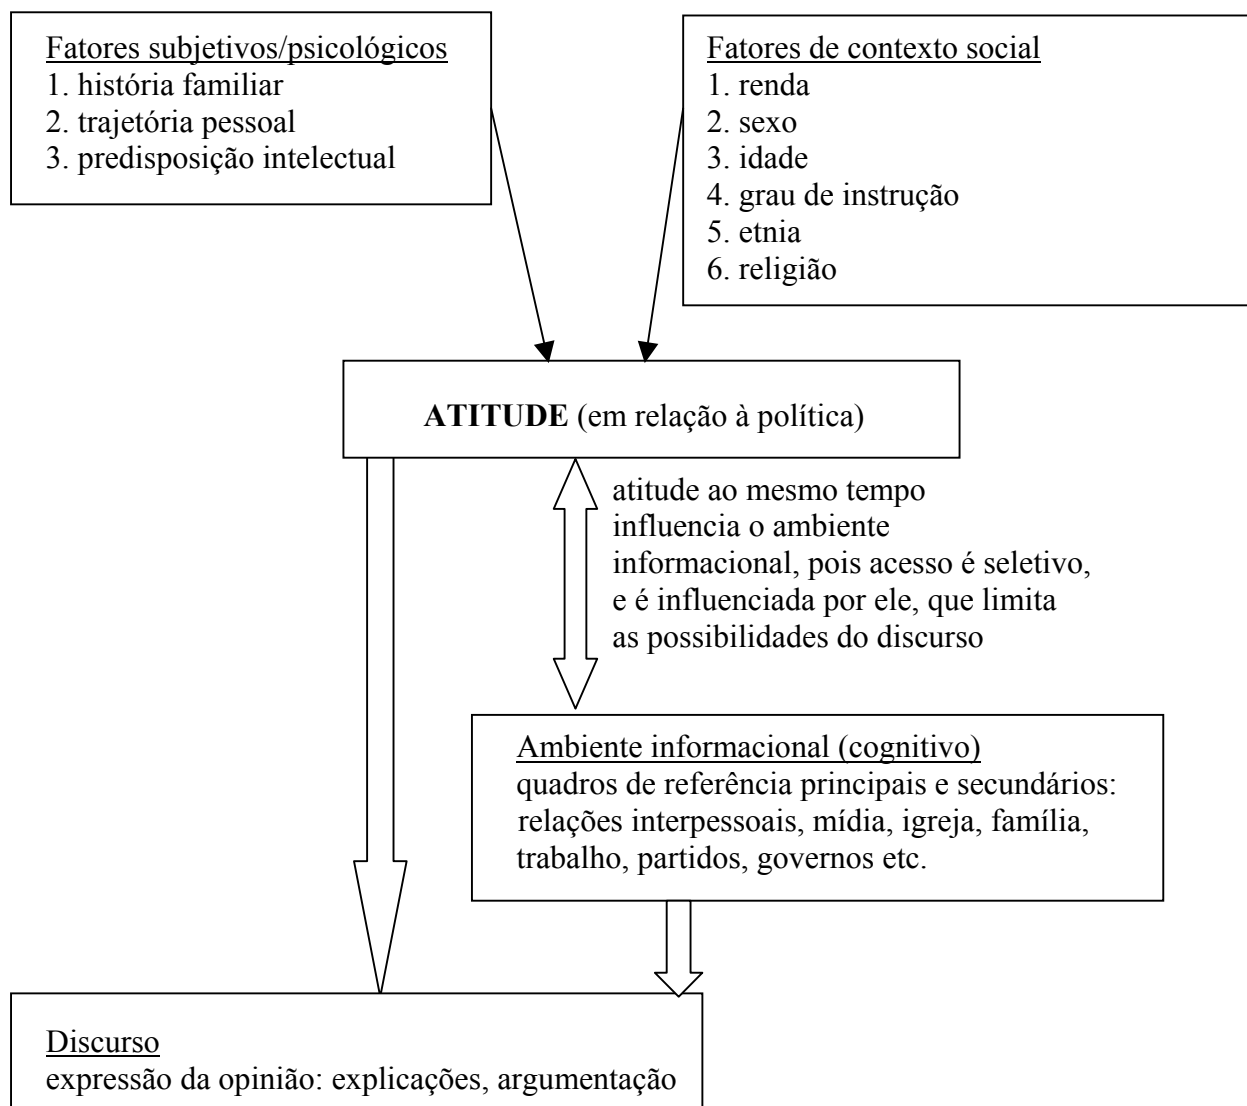 Fatores subjetivos/psicológicos
1. história familiar
2. trajetória pessoal
3. predisposição intelectual
Fatores de contexto social
1. renda
2. sexo
3. idade
4. grau de instrução
5. etnia
6. religião
ATITUDE (em relação à política)
atitude ao mesmo tempo
influencia o ambiente
informacional, pois acesso é seletivo,
e é influenciada por ele, que limita
as possibilidades do discurso
Ambiente informacional (cognitivo)
quadros de referência principais e secundários:
relações interpessoais, mídia, igreja, família,
trabalho, partidos, governos etc.
Discurso
expressão da opinião: explicações, argumentação